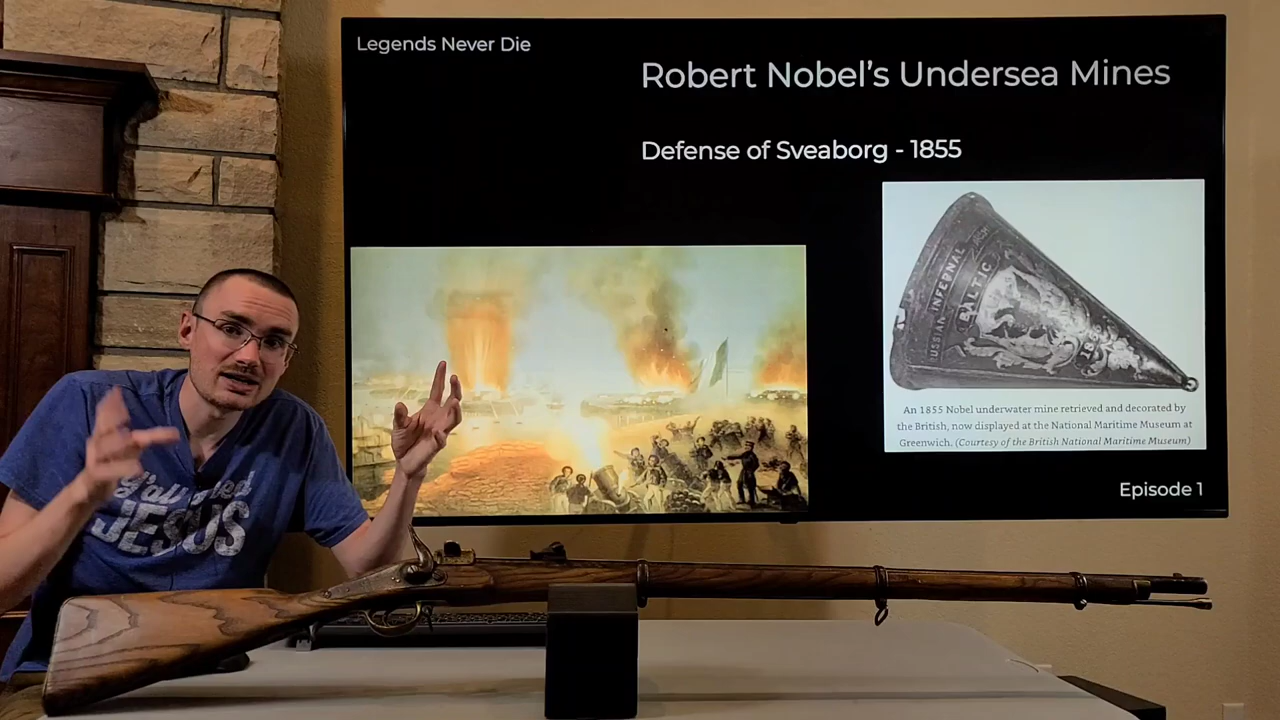 Legends Never Die
Robert Nobel's Undersea Mines
Defense of Sveaborg - 1855
INFERNAL
BALTIC
An 1855 Nobel underwater mine retrieved and decorated by
the British, now displayed at the National Maritime Museum at
Greenwich. (Courtesy of the British National Maritime Museum)
Episode 1
Y'all
JESUS